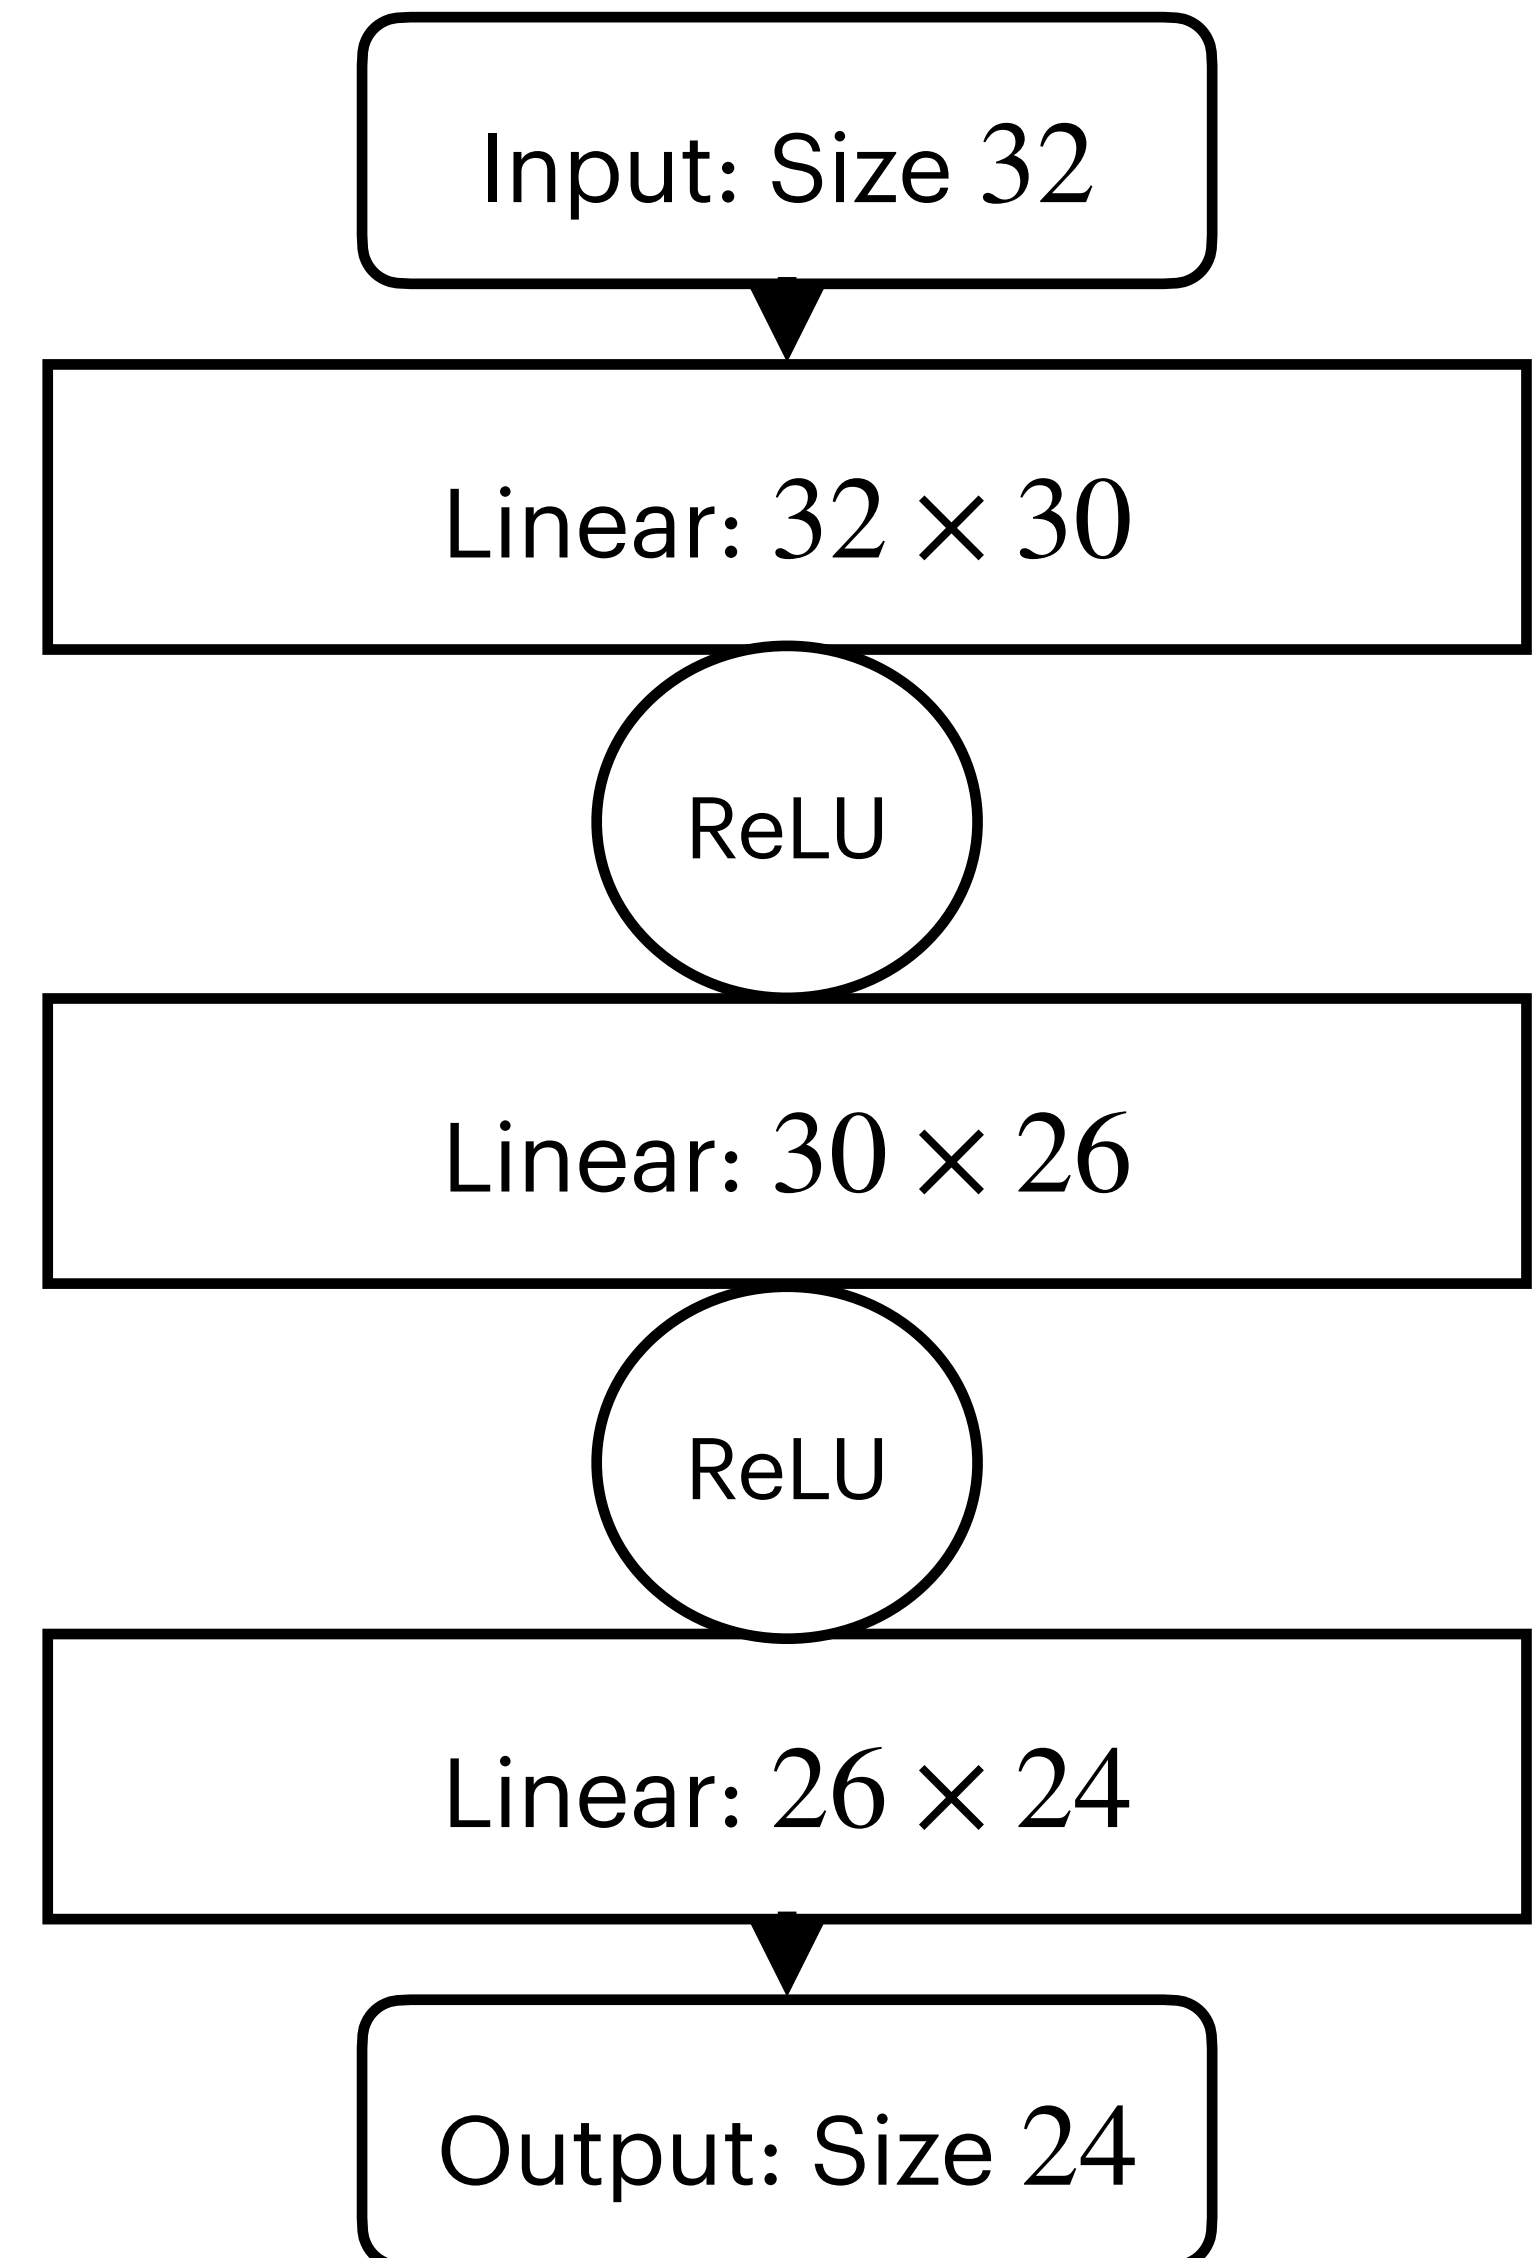 Input: Size 32
Linear: 32 × 30
ReLU
Linear: 30 × 26
ReLU
Linear: 26 × 24
Output: Size 24